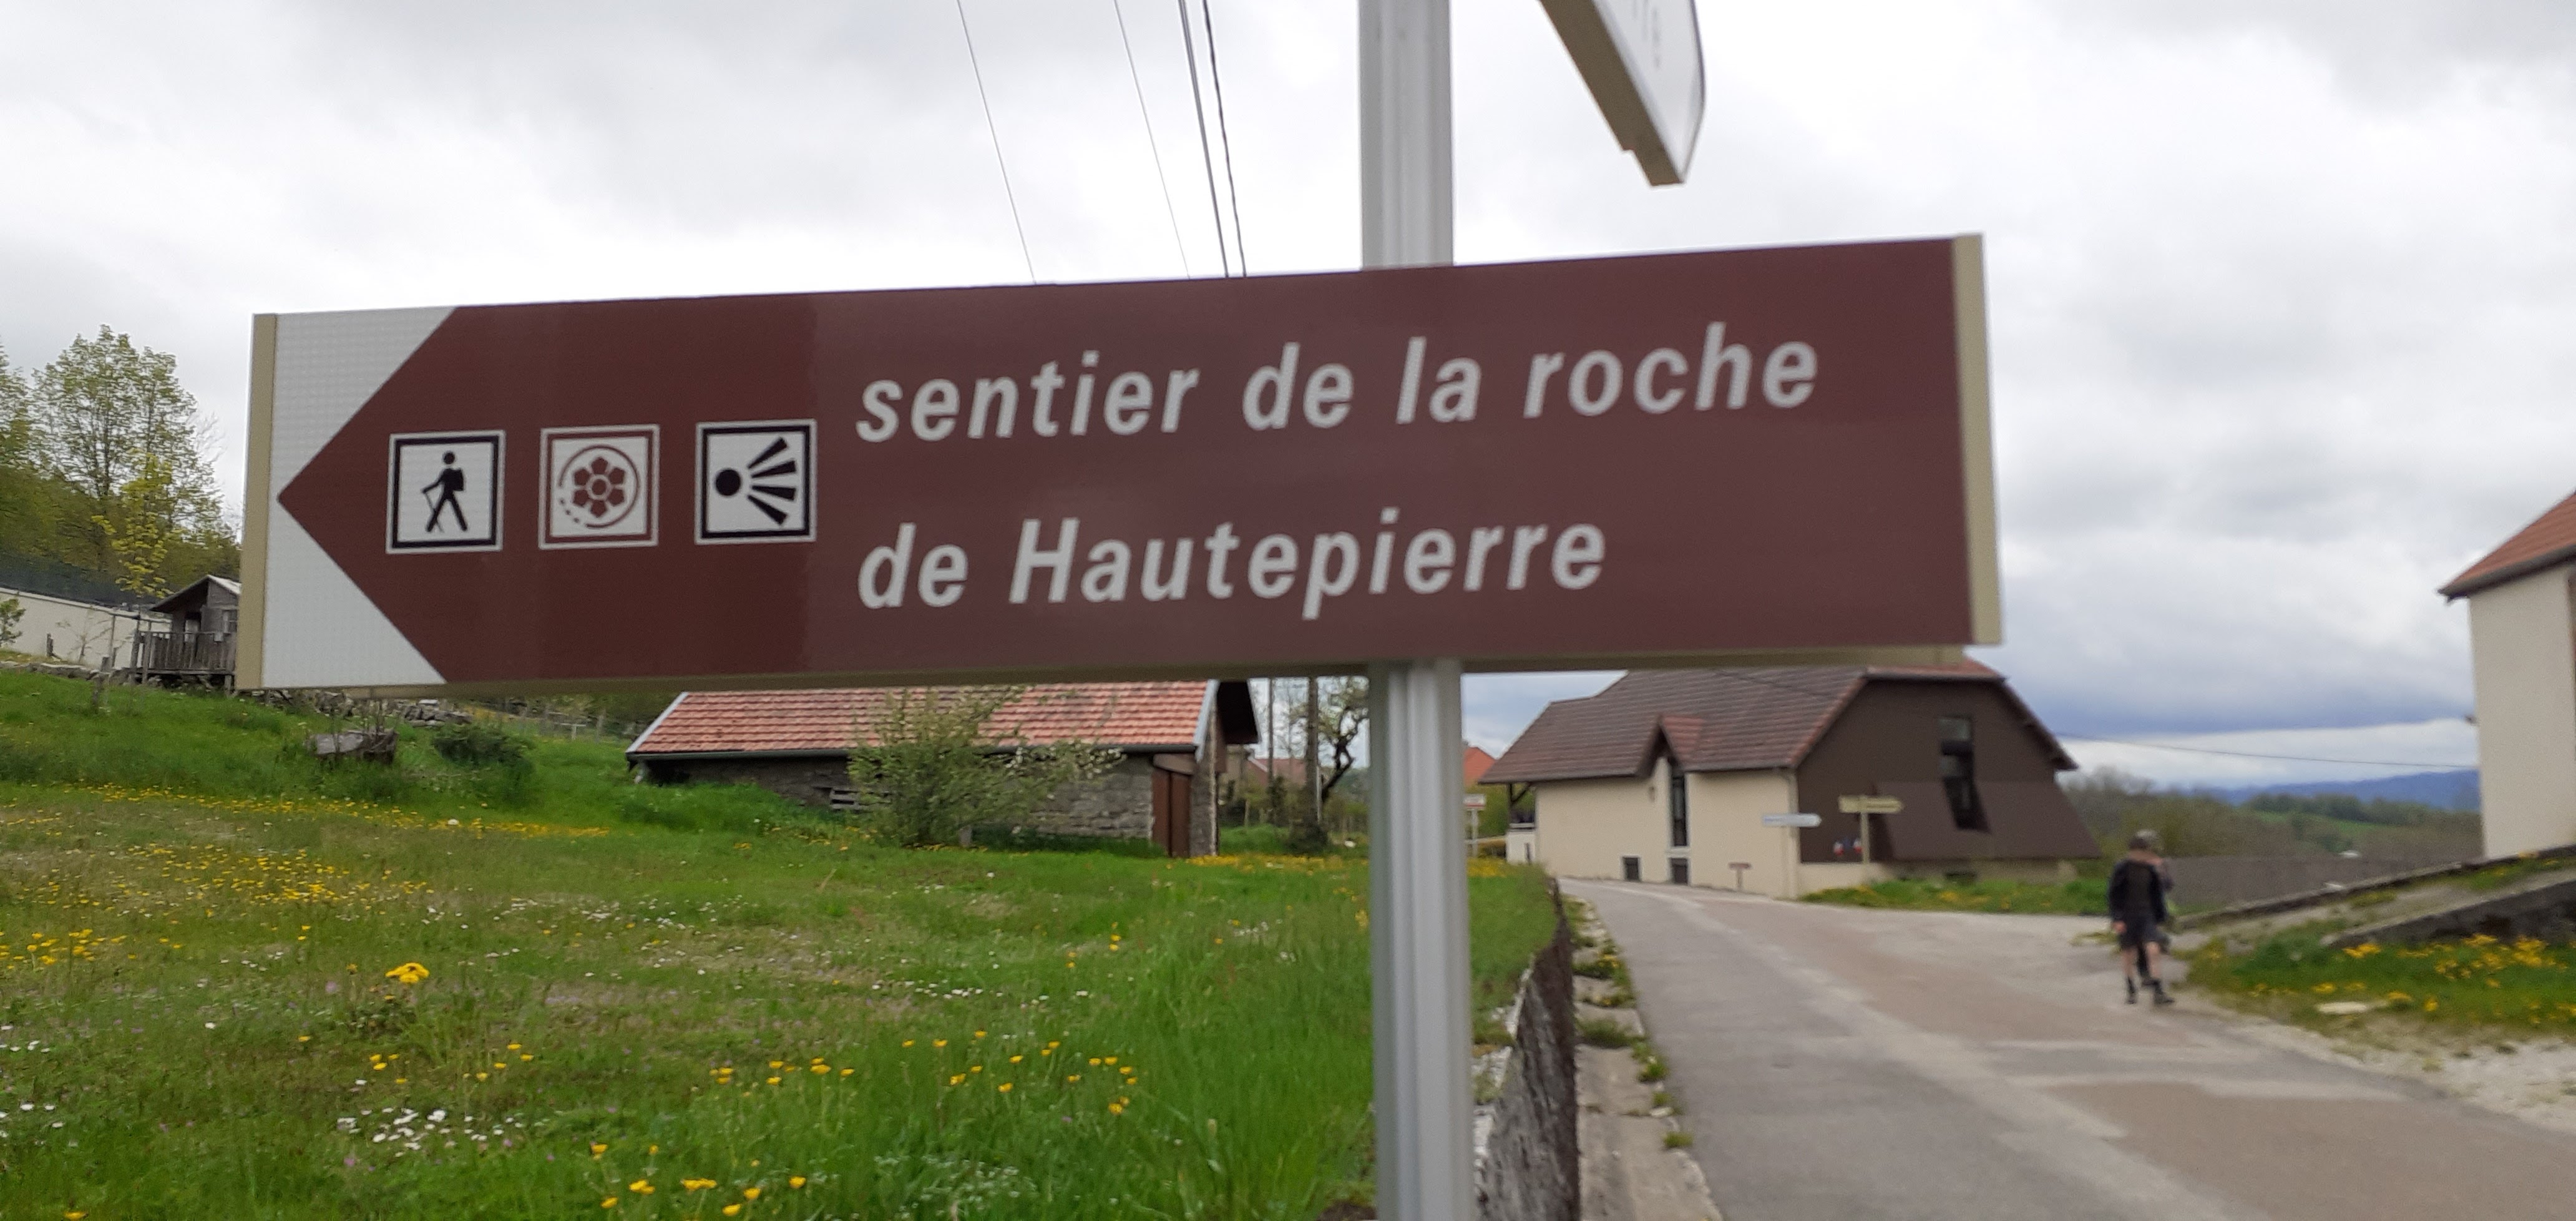 sentier de la roche
de Hautepierre